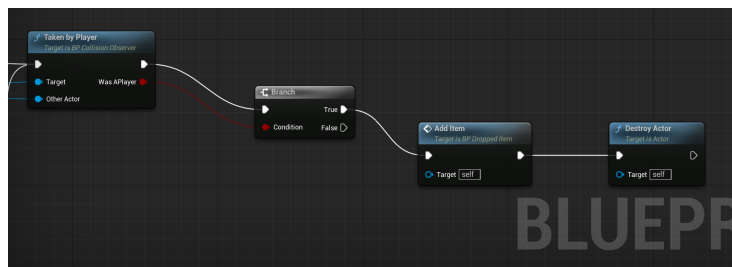 Taken by Player
Target is BP Collision Observer
Target
Was APlayer
Other Actor
Branch
True
Condition
False
Add Item
Target is BP Dropped Item
Target self
Destroy Actor
Target is Actor
Target self
BLUEPR